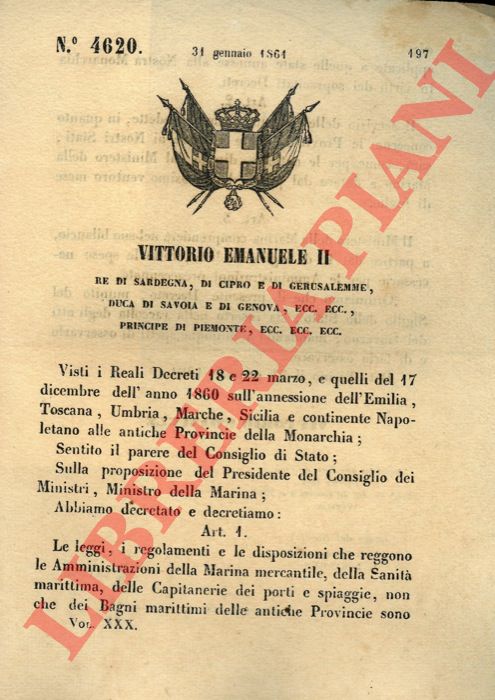 N.° 4620.
31 gennaio 1861
197
VITTORIO EMANUELE II
RE DI SARDEGNA, DI CIPRO E DI GERUSALEMME,
DUCA DI SAVOIA E DI GENOVA, ECC. ECC.,
PRINCIPE DI PIEMONTE, ECC. ECC. ECC.
Visti i Reali Decreti 18 e 22 marzo, e quelli del 17
dicembre dell' anno 1860 sull'annessione dell'Emilia,
Toscana, Umbria, Marche, Sicilia e continente Napo-
letano alle antiche Provincie della Monarchia;
Sentito il parere del Consiglio di Stato;
Sulla proposizione del Presidente del Consiglio dei
Ministri, Ministro della Marina;
Abbiamo decretato e decretiamo:
Art. 1.
Le leggi, i regolamenti e le disposizioni che reggono
le Amministrazioni della Marina mercantile, della Sanità
marittima, delle Capitanerie dei porti e spiaggie, non
che dei Bagni marittimi delle antiche Provincie sono
Vol. XXX.
LIBRERIA PIANI